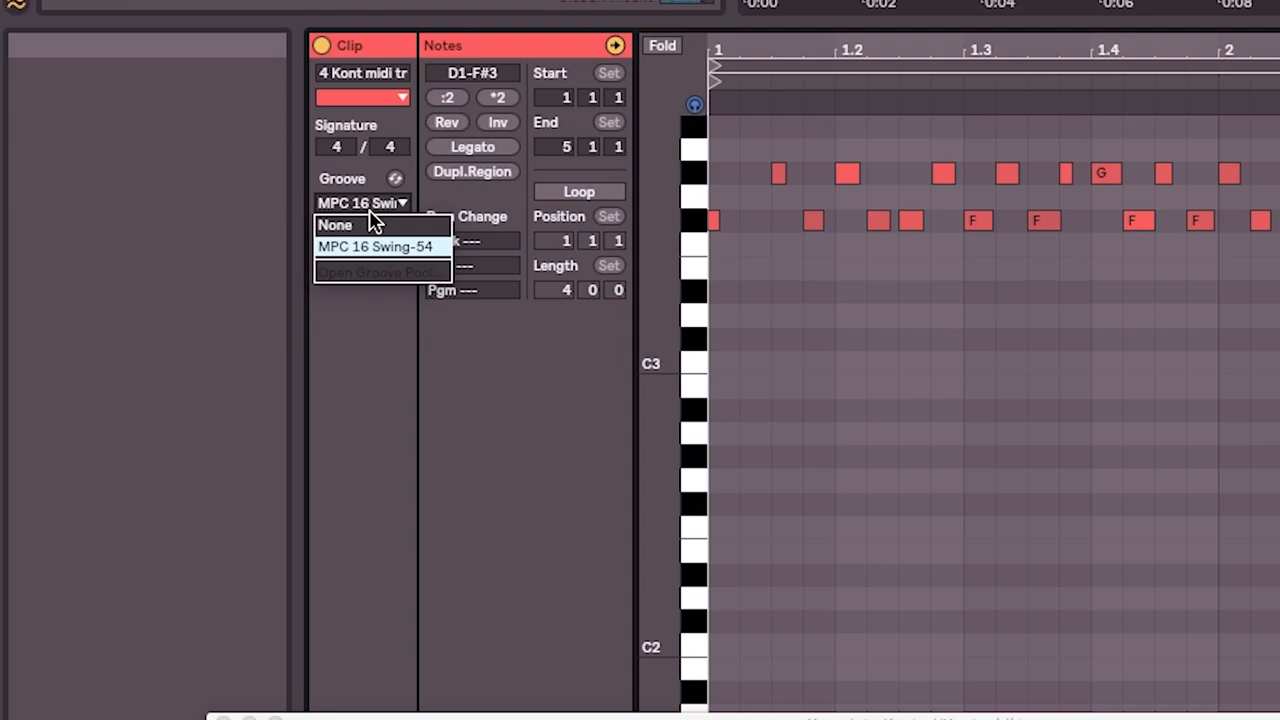 0:00 0:02 0:04 0:06 0:08
Clip Notes Fold
1 1.2 1.3 1.4 2
4 Kont midi tr D1-F#3 Start Set
:2 *2 1 1 1
Signature Rev Inv End Set
4 / 4 Legato 5 1 1
Groove Dupl.Region
MPC 16 Swi Loop
None Change Position Set
MPC 16 Swing-54 --- 1 1 1
Open Groove Pool... --- Length Set
Pgm --- 4 0 0
G
F F F F
C3
C2